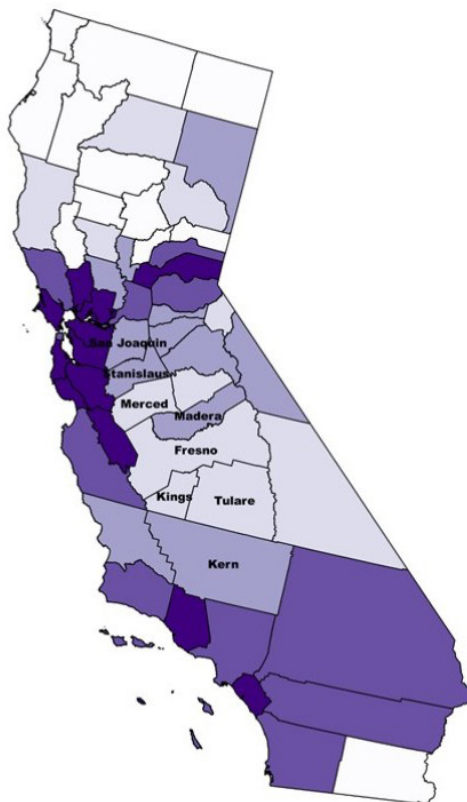 San Joaquin
Stanislaus
Merced
Madera
Fresno
Kings
Tulare
Kern